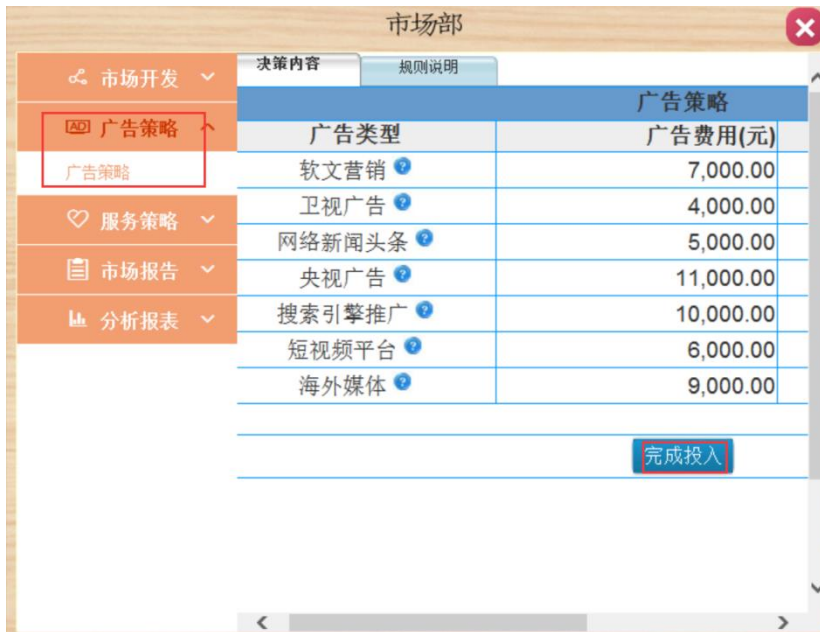 市场部
市场开发
广告策略
广告策略
服务策略
市场报告
分析报表
决策内容 规则说明
广告策略
广告类型 广告费用(元)
软文营销 7,000.00
卫视广告 4,000.00
网络新闻头条 5,000.00
央视广告 11,000.00
搜索引擎推广 10,000.00
短视频平台 6,000.00
海外媒体 9,000.00
完成投入